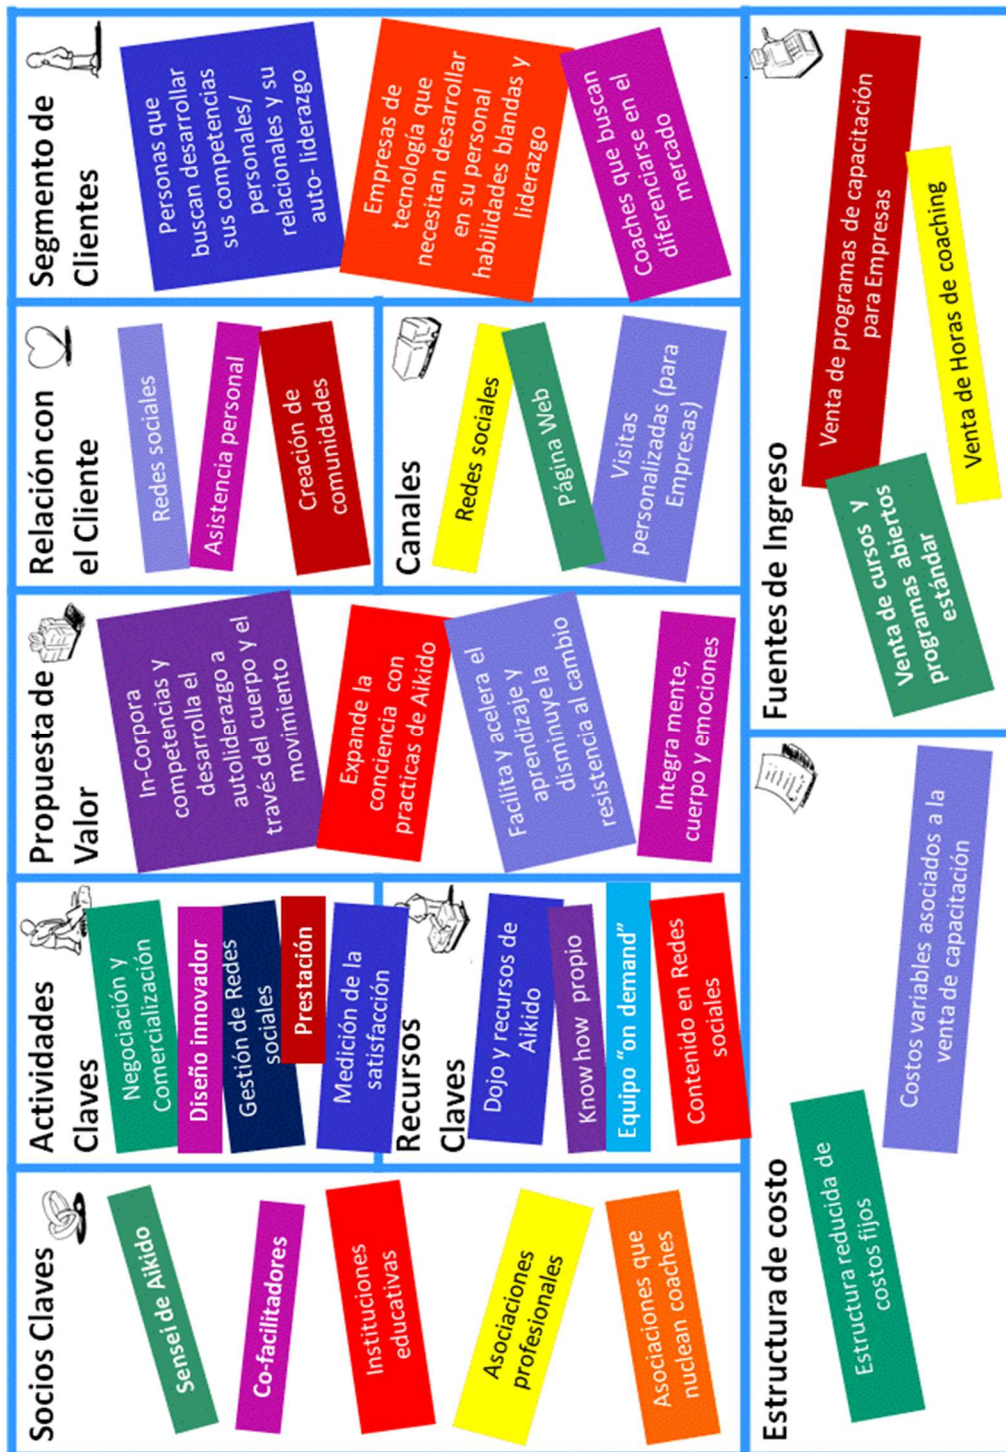 Socios Claves
Sensei de Aikido
Co-facilitadores
Instituciones
educativas
Asociaciones
profesionales
Asociaciones que
nuclean coaches
Actividades
Claves
Negociación y
Comercialización
Diseño innovador
Gestión de Redes
sociales
Prestación
Medición de la
satisfacción
Recursos
Claves
Dojo y recursos de
Aikido
Know how propio
Equipo "on demand"
Contenido en Redes
sociales
Propuesta de
Valor
In-Corpora
competencias y
desarrolla el
autoliderazgo a
través del cuerpo y el
movimiento
Expande la
conciencia con
practicas de Aikido
Facilita y acelera el
aprendizaje y
disminuye la
resistencia al cambio
Integra mente,
cuerpo y emociones
Relación con
el Cliente
Redes sociales
Asistencia personal
Creación de
comunidades
Canales
Redes sociales
Página Web
Visitas
personalizadas (para
Empresas)
Segmento de
Clientes
Personas que
buscan desarrollar
sus competencias
personales/
relacionales y su
auto- liderazgo
Empresas de
tecnología que
necesitan desarrollar
en su personal
habilidades blandas y
liderazgo
Coaches que buscan
diferenciarse en el
mercado
Estructura de costo
Estructura reducida de
costos fijos
Costos variables asociados a la
venta de capacitación
Fuentes de Ingreso
Venta de cursos y
programas abiertos
estándar
Venta de programas de capacitación
para Empresas
Venta de Horas de coaching